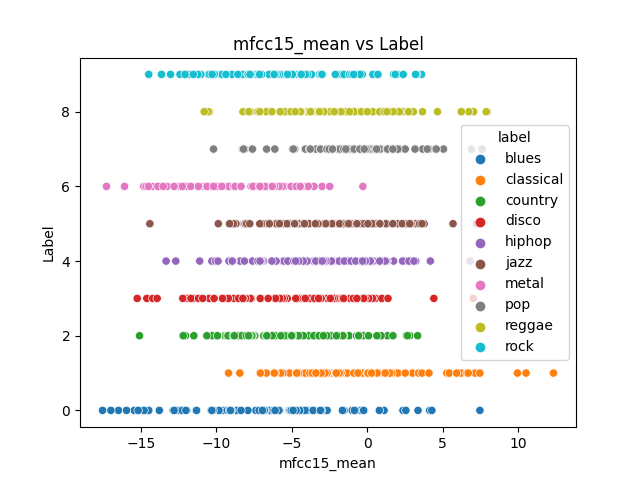 mfcc15_mean vs Label
8
6
4
2
0
Label
label
blues
classical
country
disco
hiphop
jazz
metal
pop
reggae
rock
−15
−10
−5
0
5
10
mfcc15_mean